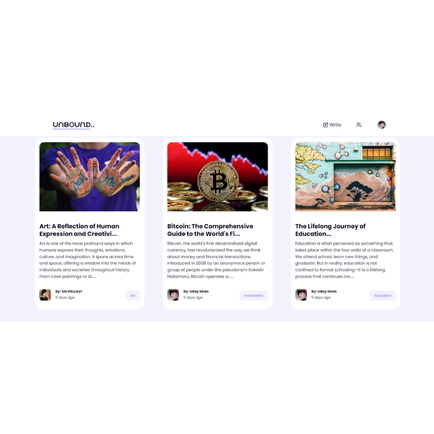 UNBOUND..
Write
Art: A Reflection of Human
Expression and Creativi...
Art is one of the most profound ways in which
humans express their thoughts, emotions,
culture, and imagination. It spans across time
and space, offering a window into the minds of
individuals and societies throughout history.
From cave paintings to di...
5 days ago
Art
Bitcoin: The Comprehensive
Guide to the World's Fi...
Bitcoin, the world's first decentralized digital
currency, has revolutionized the way we think
about money and financial transactions.
Introduced in 2008 by an anonymous person or
group of people under the pseudonym Satoshi
Nakamoto, Bitcoin operates w...
By: Uday Kiran
5 days ago
Investment
The Lifelong Journey of
Education...
Education is often perceived as something that
takes place within the four walls of a classroom.
We attend school, learn new things, and
graduate. But in reality, education is not
confined to formal schooling—it is a lifelong
process that continues lon...
By: Uday Kiran
5 days ago
Education